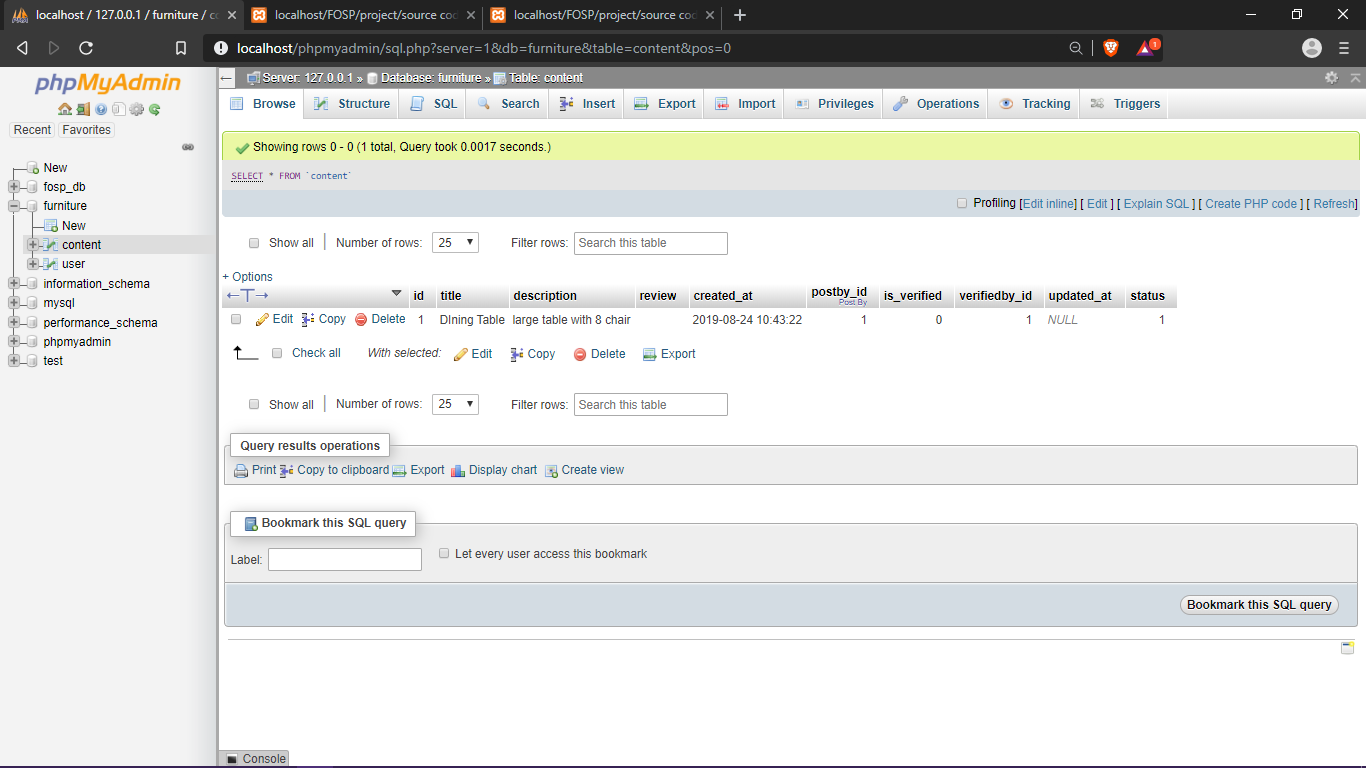 localhost / 127.0.0.1 / furniture / co
localhost/FOSP/project/source cod
localhost/FOSP/project/source cod
localhost/phpmyadmin/sql.php?server=1&db=furniture&table=content&pos=0
1
phpMyAdmin
Recent Favorites
New
fosp_db
furniture
New
content
user
information_schema
mysql
performance_schema
phpmyadmin
test
Server: 127.0.0.1 » Database: furniture » Table: content
Browse Structure SQL Search Insert Export Import Privileges Operations Tracking Triggers
Showing rows 0 - 0 (1 total, Query took 0.0017 seconds.)
SELECT * FROM `content`
Profiling [Edit inline] [ Edit ] [ Explain SQL ] [ Create PHP code ] [ Refresh]
Show all Number of rows: 25 Filter rows: Search this table
+ Options
id title description review created_at postby_id Post By is_verified verifiedby_id updated_at status
Edit Copy Delete 1 DIning Table large table with 8 chair 2019-08-24 10:43:22 1 0 1 NULL 1
Check all With selected: Edit Copy Delete Export
Show all Number of rows: 25 Filter rows: Search this table
Query results operations
Print Copy to clipboard Export Display chart Create view
Bookmark this SQL query
Label: Let every user access this bookmark
Bookmark this SQL query
Console